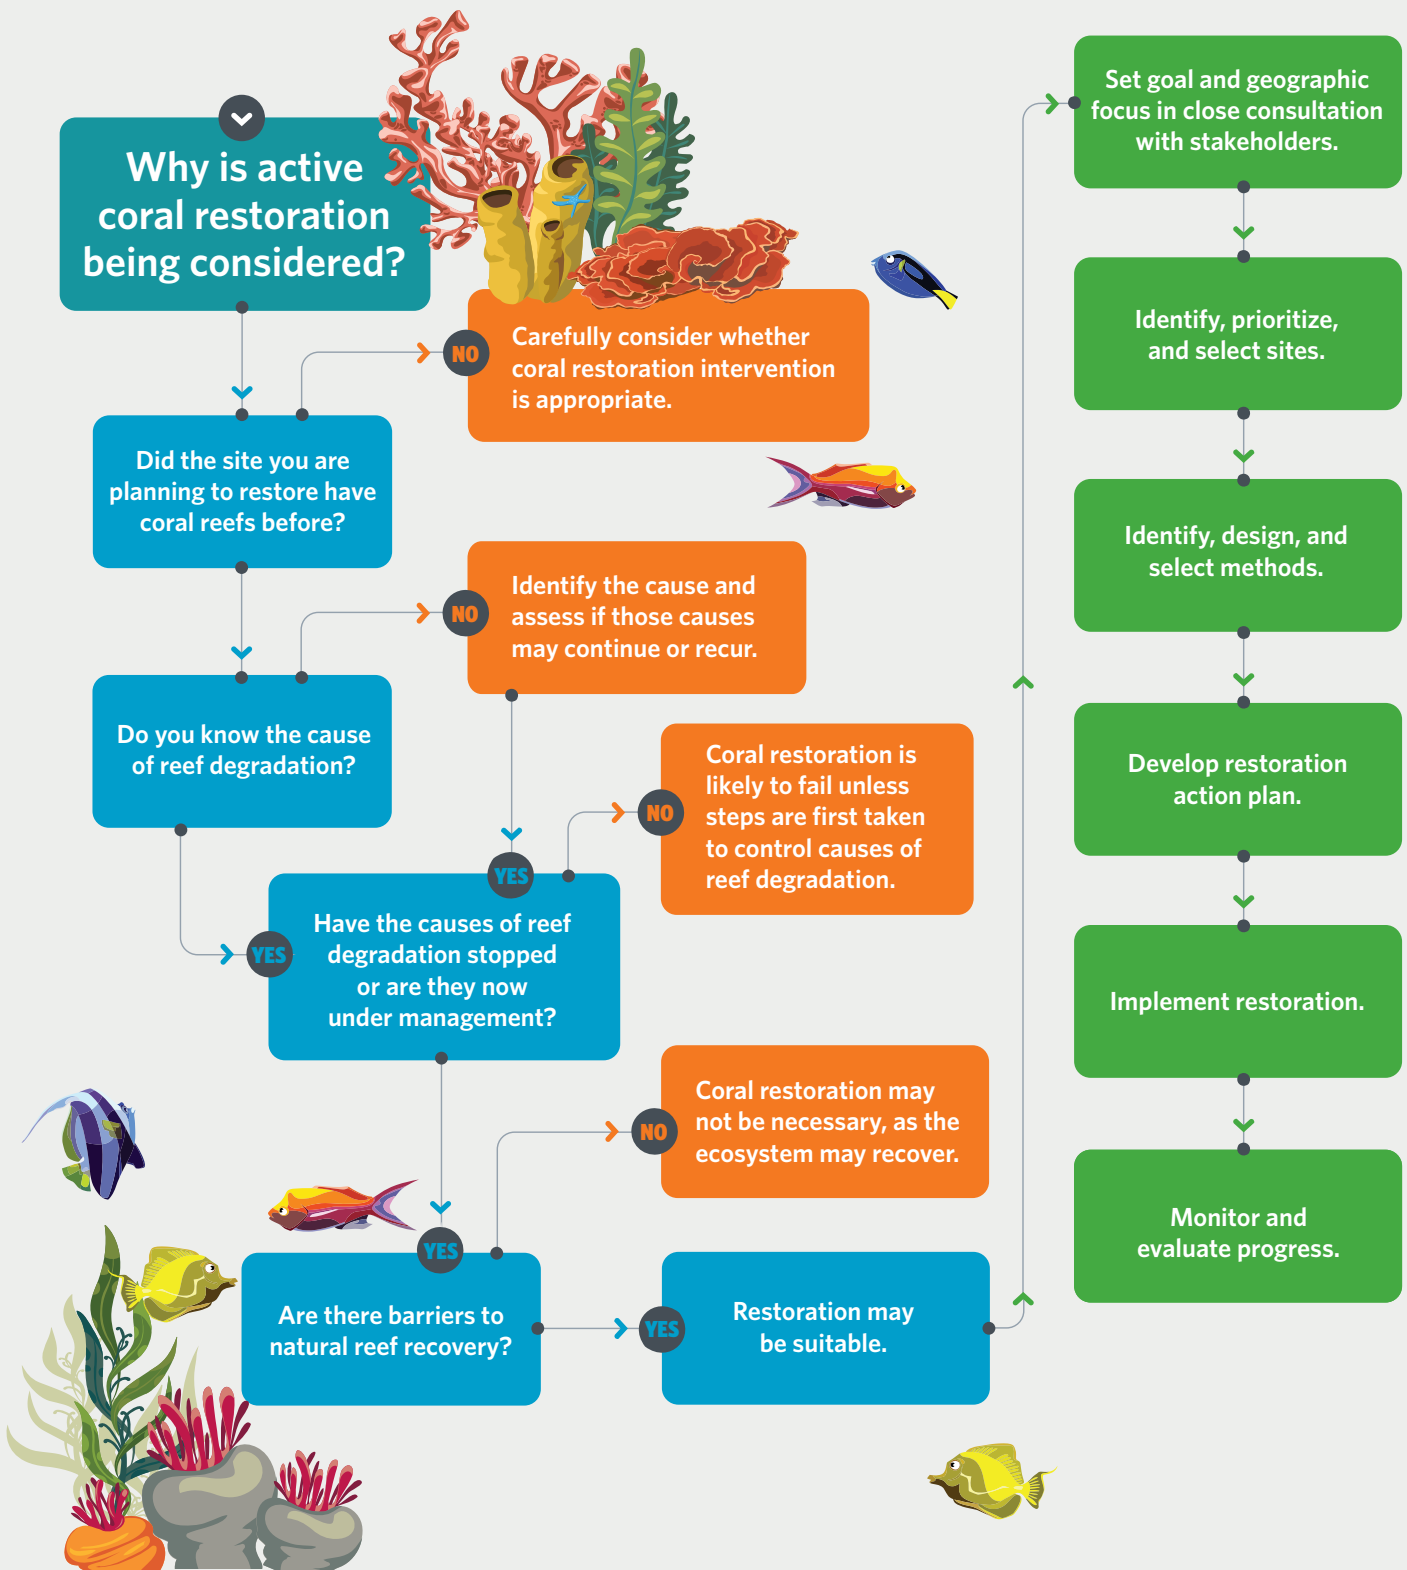 Why is active
coral restoration
being considered?
NO
Carefully consider whether
coral restoration intervention
is appropriate.
Did the site you are
planning to restore have
coral reefs before?
NO
Identify the cause and
assess if those causes
may continue or recur.
Do you know the cause
of reef degradation?
NO
Coral restoration is
likely to fail unless
steps are first taken
to control causes of
reef degradation.
YES
YES
Have the causes of reef
degradation stopped
or are they now
under management?
NO
Coral restoration may
not be necessary, as the
ecosystem may recover.
YES
Are there barriers to
natural reef recovery?
YES
Restoration may
be suitable.
Set goal and geographic
focus in close consultation
with stakeholders.
Identify, prioritize,
and select sites.
Identify, design, and
select methods.
Develop restoration
action plan.
Implement restoration.
Monitor and
evaluate progress.